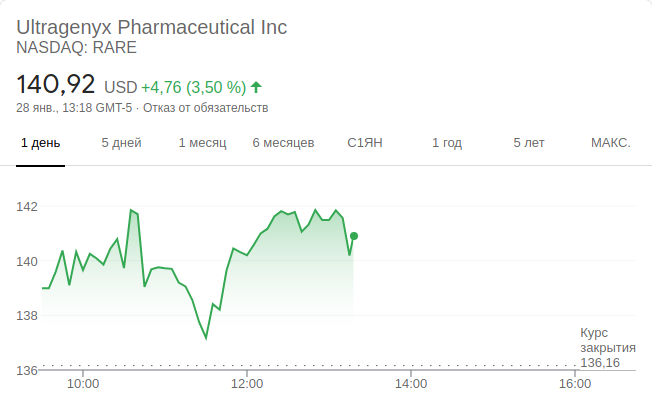 Ultragenyx Pharmaceutical Inc
NASDAQ: RARE
140,92 USD +4,76 (3,50 %)
28 янв., 13:18 GMT-5 · Отказ от обязательств
1 день 5 дней 1 месяц 6 месяцев С1ЯН 1 год 5 лет МАКС.
142
140
138
Курс
закрытия
136,16
136
10:00 12:00 14:00 16:00